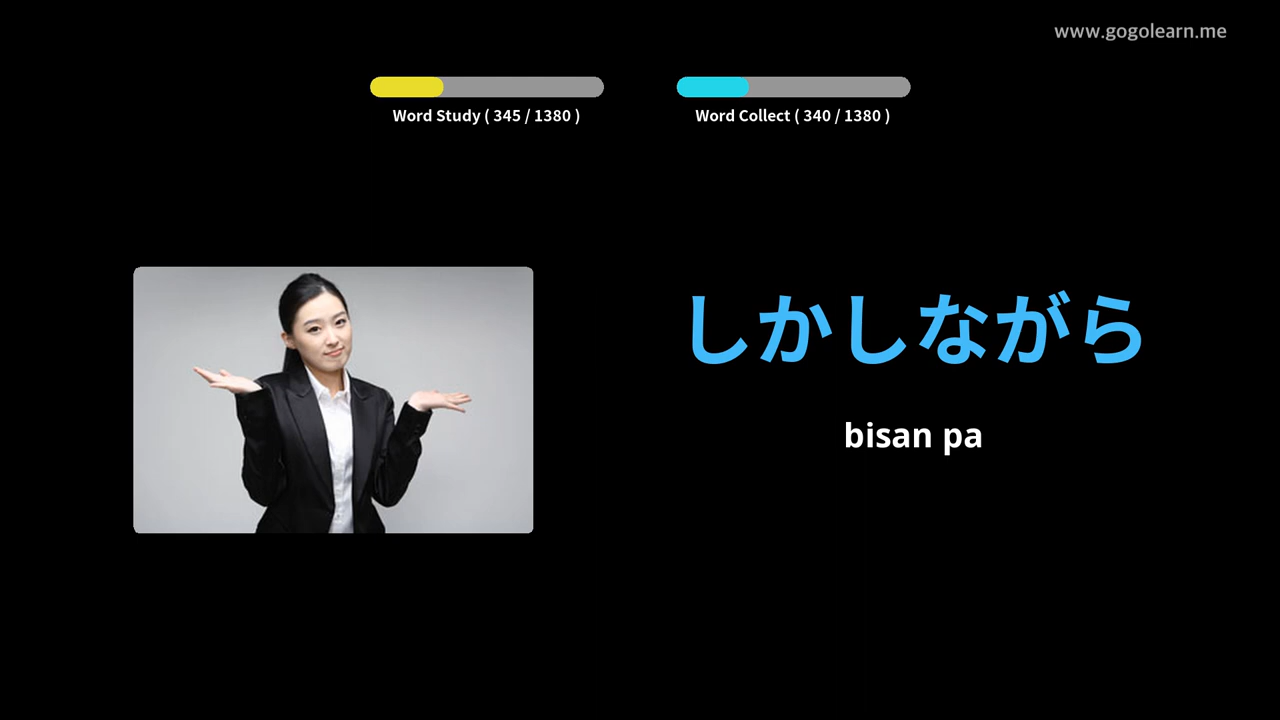 www.gogolearn.me
Word Study ( 345 / 1380 )
Word Collect ( 340 / 1380 )
しかしながら
bisan pa